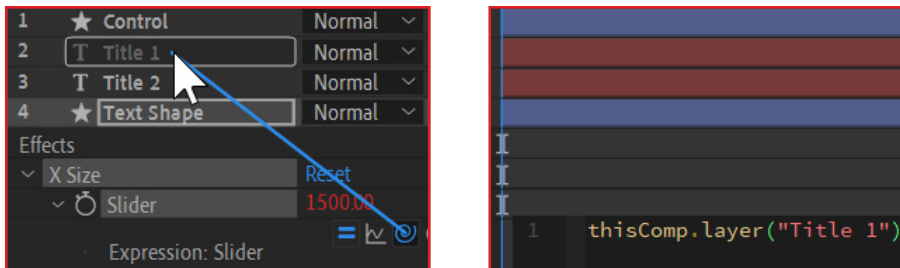 1 Control Normal
2 T Title 1 Normal
3 T Title 2 Normal
4 Text Shape Normal
Effects
X Size Reset
Slider 1500.00
Expression: Slider
1 thisComp.layer("Title 1")